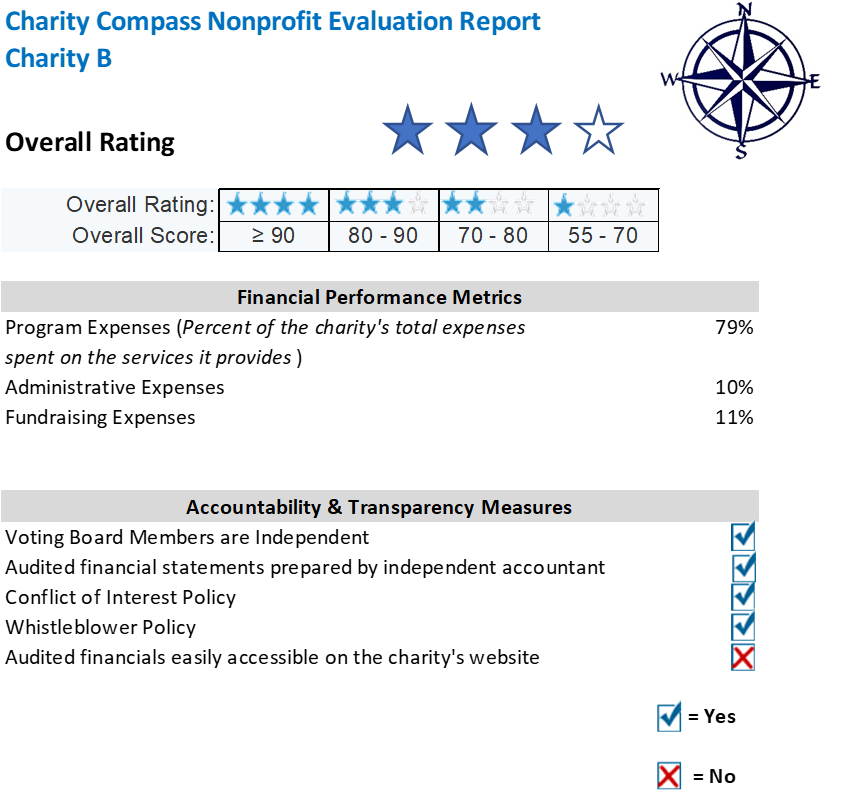 Charity Compass Nonprofit Evaluation Report
Charity B
N
W
E
S
Overall Rating
Overall Rating:
Overall Score: ≥ 90 80 - 90 70 - 80 55 - 70
Financial Performance Metrics
Program Expenses (Percent of the charity's total expenses 79%
spent on the services it provides )
Administrative Expenses 10%
Fundraising Expenses 11%
Accountability & Transparency Measures
Voting Board Members are Independent
Audited financial statements prepared by independent accountant
Conflict of Interest Policy
Whistleblower Policy
Audited financials easily accessible on the charity's website
= Yes
= No